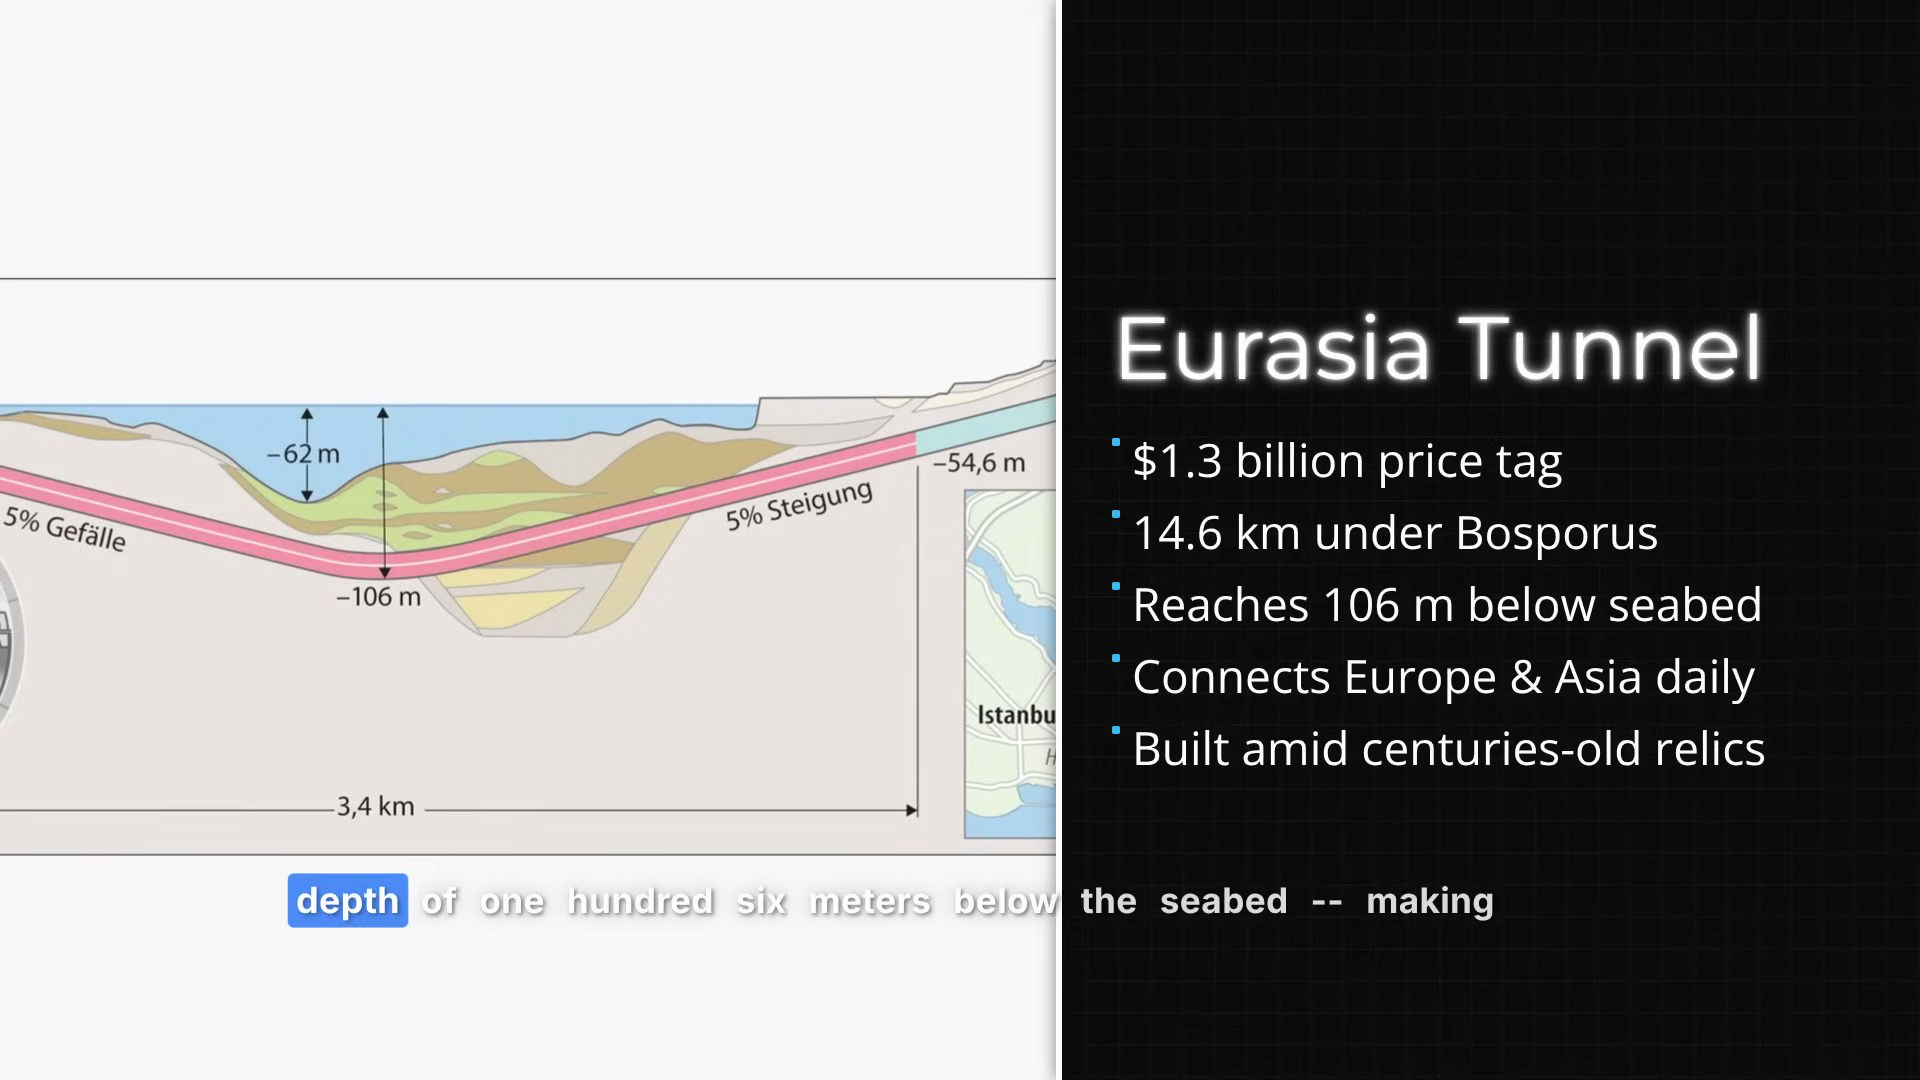 Eurasia Tunnel
$1.3 billion price tag
14.6 km under Bosporus
Reaches 106 m below seabed
Connects Europe & Asia daily
Built amid centuries-old relics
–62 m
–54,6 m
5% Gefälle
5% Steigung
–106 m
Istanbu
H
3,4 km
depth of one hundred six meters below the seabed -- making